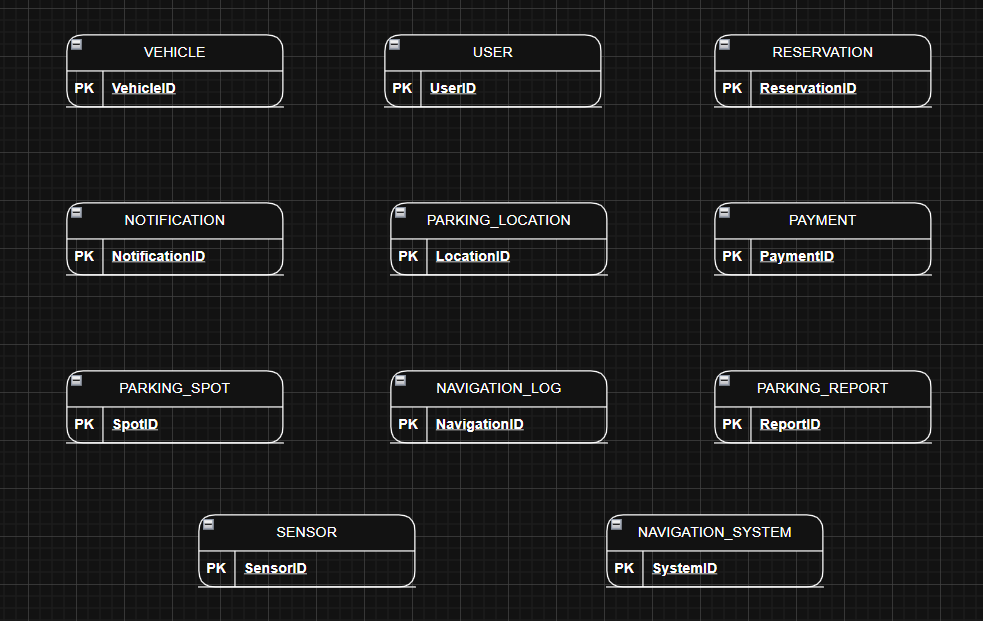 VEHICLE
PK VehicleID
USER
PK UserID
RESERVATION
PK ReservationID
NOTIFICATION
PK NotificationID
PARKING_LOCATION
PK LocationID
PAYMENT
PK PaymentID
PARKING_SPOT
PK SpotID
NAVIGATION_LOG
PK NavigationID
PARKING_REPORT
PK ReportID
SENSOR
PK SensorID
NAVIGATION_SYSTEM
PK SystemID